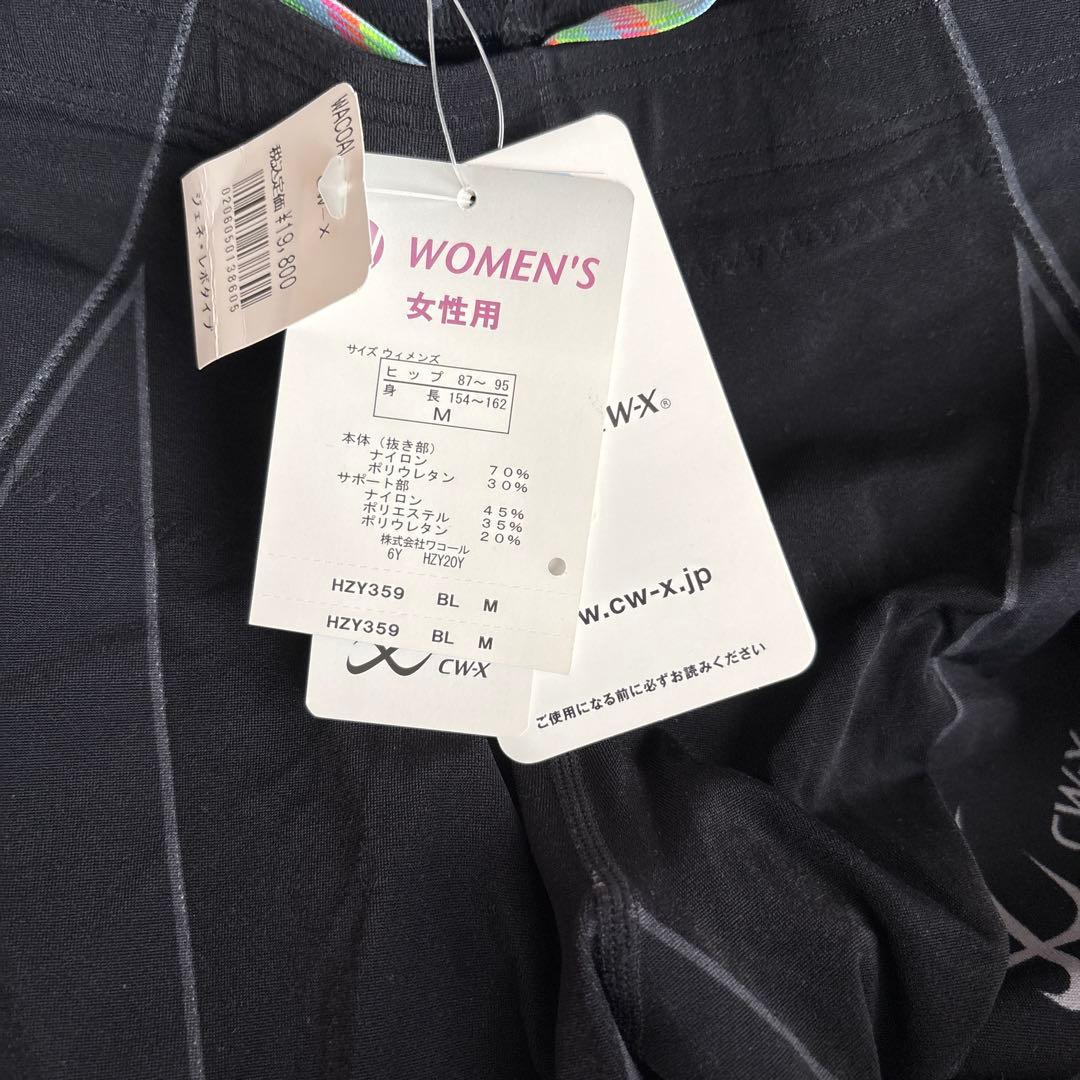 WACOAL
W-X
税込定価 ¥19,800
0206050138605
ジェネ・レボタイプ
WOMEN'S
女性用
サイズ ウィメンズ
ヒップ 87〜 95
身 長 154〜162
M
本体（抜き部）
ナイロン 70%
ポリウレタン 30%
サポート部
ナイロン 45%
ポリエステル 35%
ポリウレタン 20%
株式会社ワコール
6Y HZY20Y
HZY359 BL M
HZY359 BL M
CW-X
CW-X®
w.cw-x.jp
ご使用になる前に必ずお読みください
CW-X